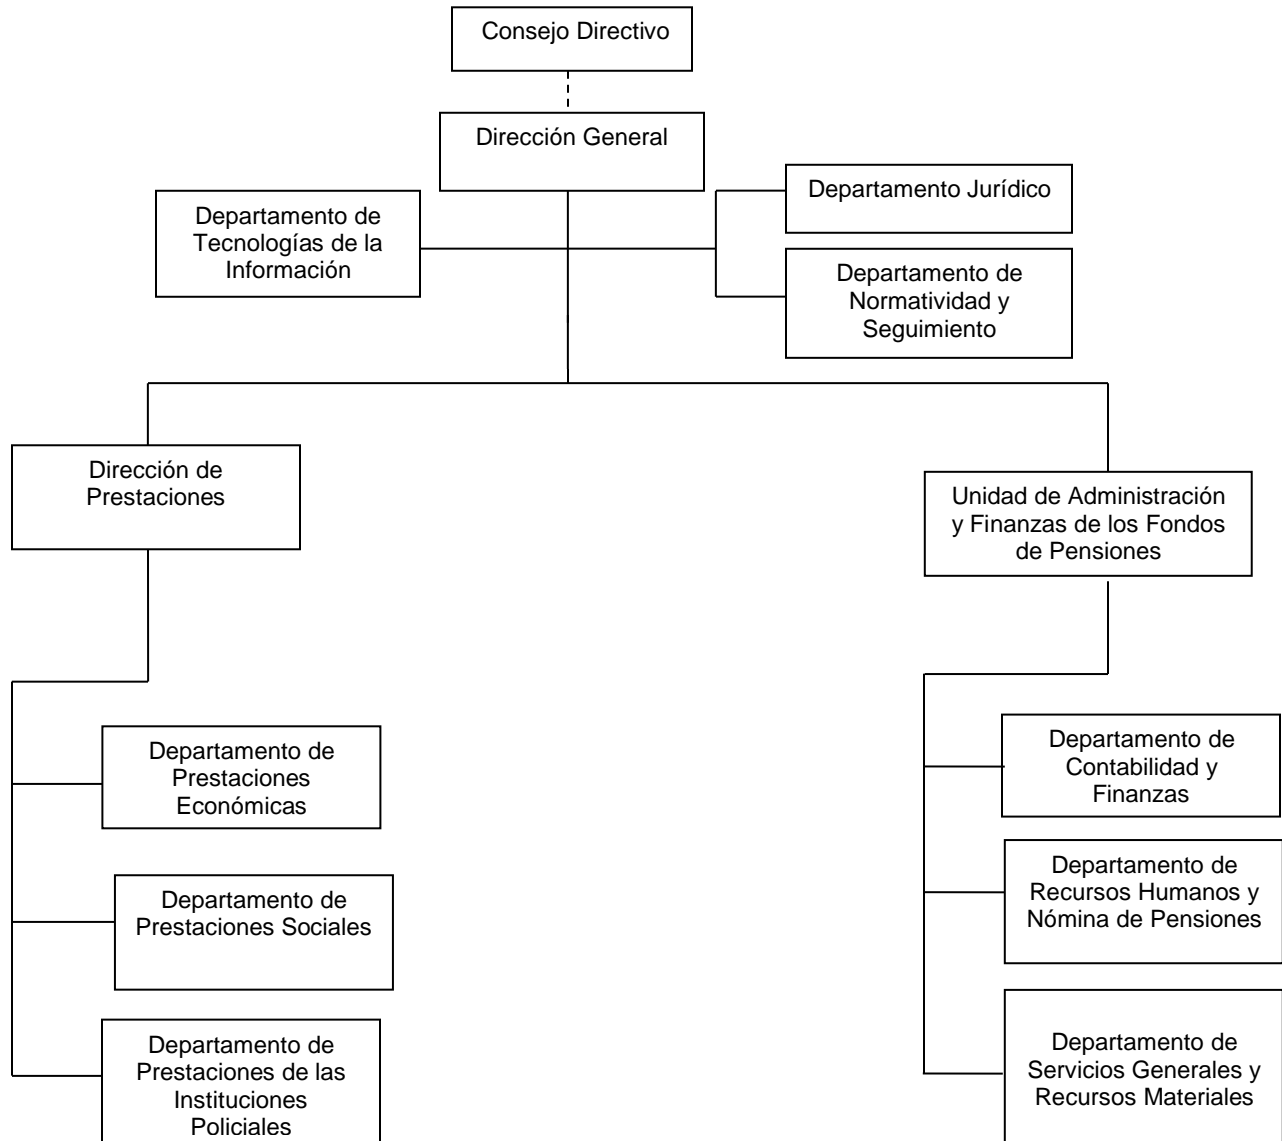 Consejo Directivo
Dirección General
Departamento Jurídico
Departamento de
Tecnologías de la
Información
Departamento de
Normatividad y
Seguimiento
Dirección de
Prestaciones
Unidad de Administración
y Finanzas de los Fondos
de Pensiones
Departamento de
Prestaciones
Económicas
Departamento de
Contabilidad y
Finanzas
Departamento de
Prestaciones Sociales
Departamento de
Recursos Humanos y
Nómina de Pensiones
Departamento de
Prestaciones de las
Instituciones
Policiales
Departamento de
Servicios Generales y
Recursos Materiales